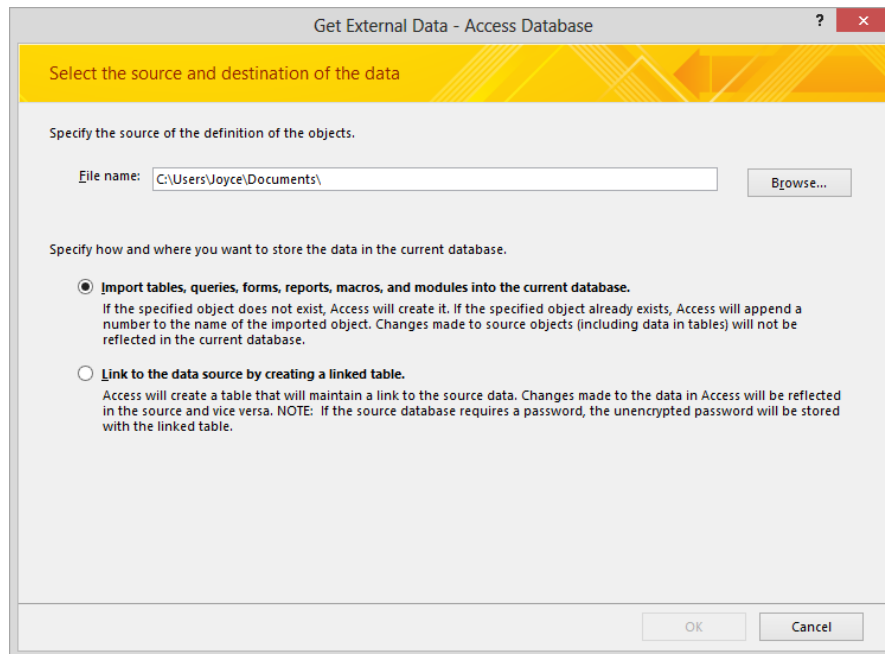 Get External Data - Access Database
?
Select the source and destination of the data
Specify the source of the definition of the objects.
File name: C:\Users\Joyce\Documents\ Browse...
Specify how and where you want to store the data in the current database.
Import tables, queries, forms, reports, macros, and modules into the current database.
If the specified object does not exist, Access will create it. If the specified object already exists, Access will append a
number to the name of the imported object. Changes made to source objects (including data in tables) will not be
reflected in the current database.
Link to the data source by creating a linked table.
Access will create a table that will maintain a link to the source data. Changes made to the data in Access will be reflected
in the source and vice versa. NOTE:  If the source database requires a password, the unencrypted password will be stored
with the linked table.
OK Cancel